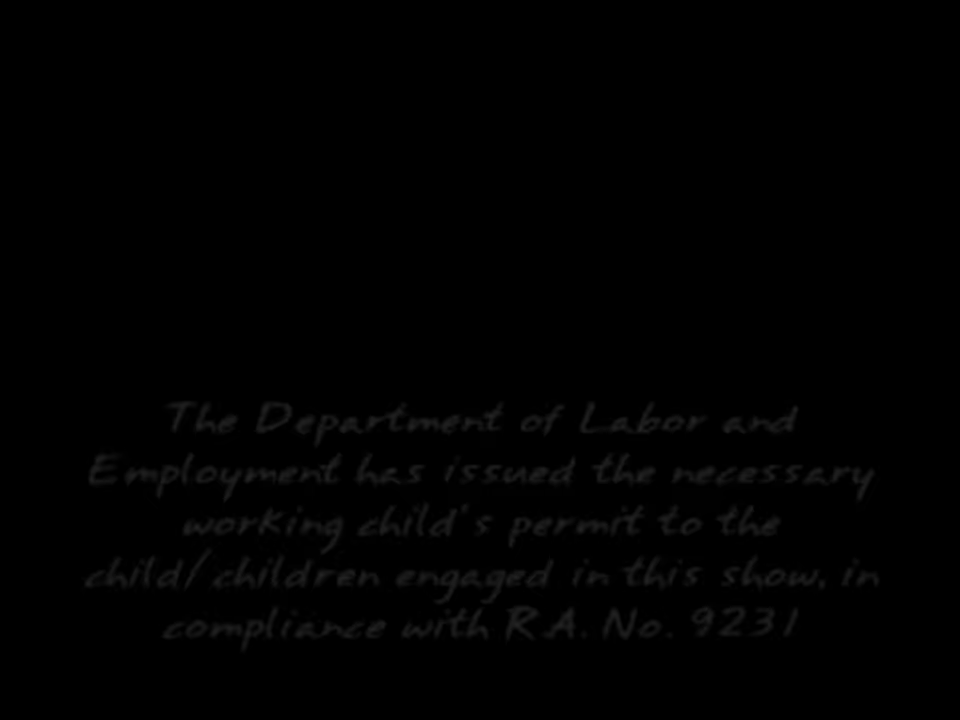 The Department of Labor and
Employment has issued the necessary
working child's permit to the
child/children engaged in this show, in
compliance with R.A. No. 9231